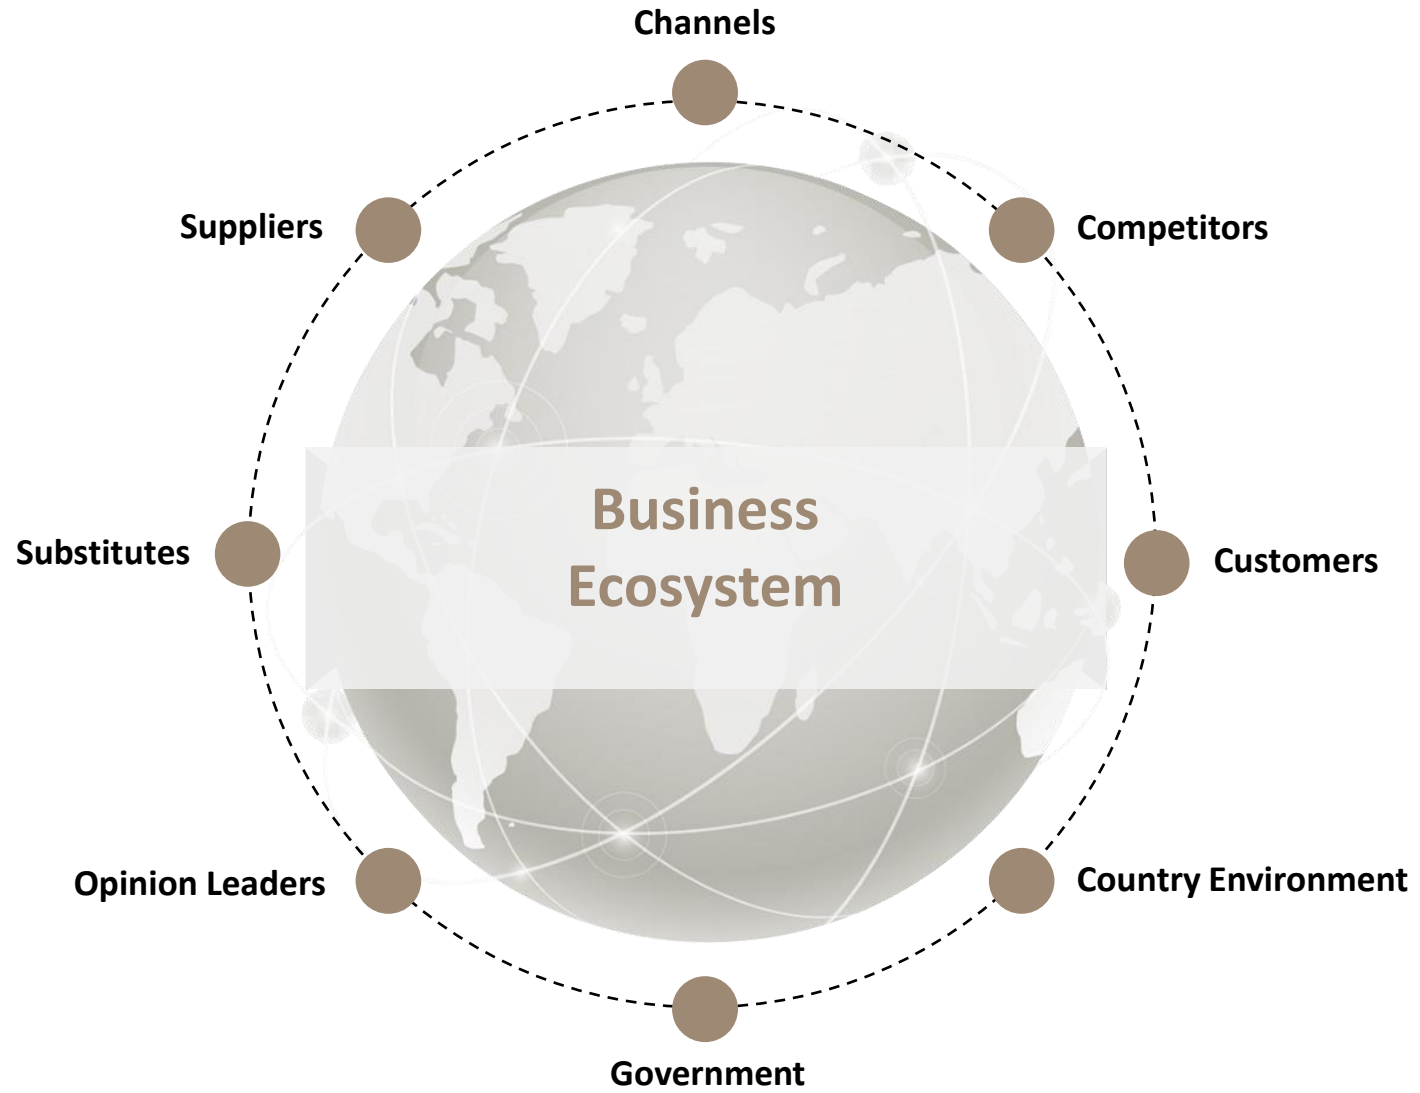 Channels
Suppliers
Competitors
Business
Ecosystem
Substitutes
Customers
Opinion Leaders
Country Environment
Government